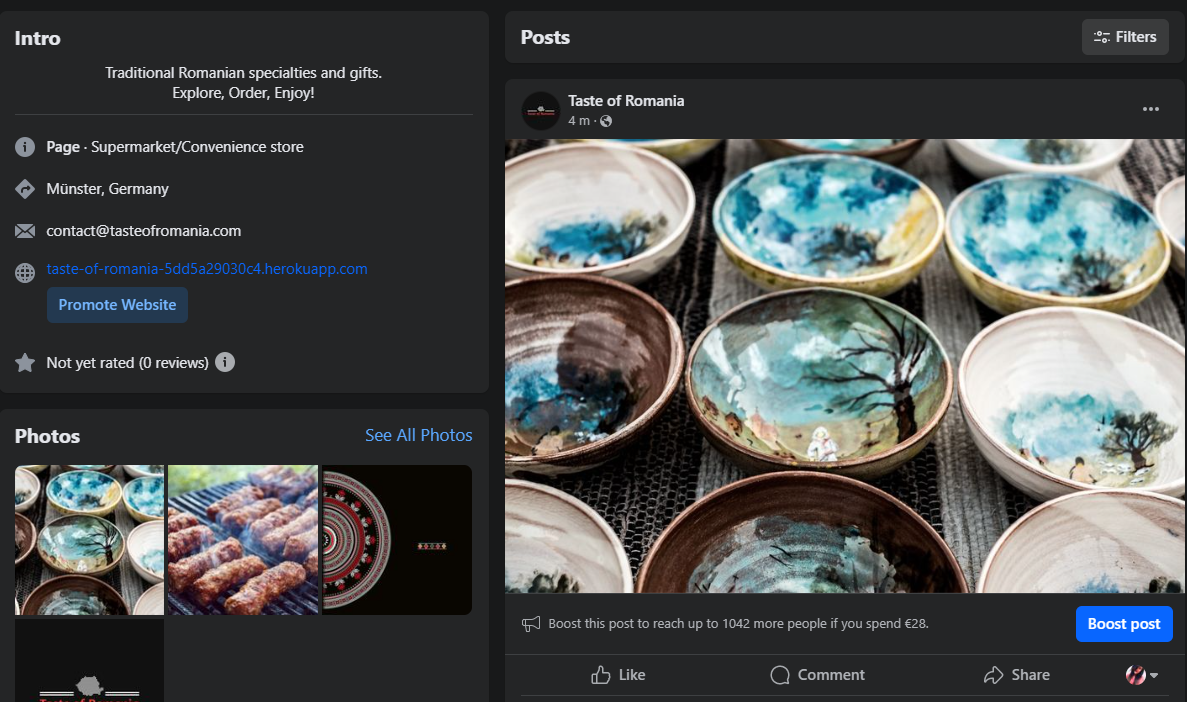 Intro
Traditional Romanian specialties and gifts.
Explore, Order, Enjoy!
Page · Supermarket/Convenience store
Münster, Germany
contact@tasteofromania.com
taste-of-romania-5dd5a29030c4.herokuapp.com
Promote Website
Not yet rated (0 reviews)
Photos
See All Photos
Taste of Romania
Posts
Filters
Taste of Romania
4 m ·
Boost this post to reach up to 1042 more people if you spend €28.
Boost post
Like
Comment
Share